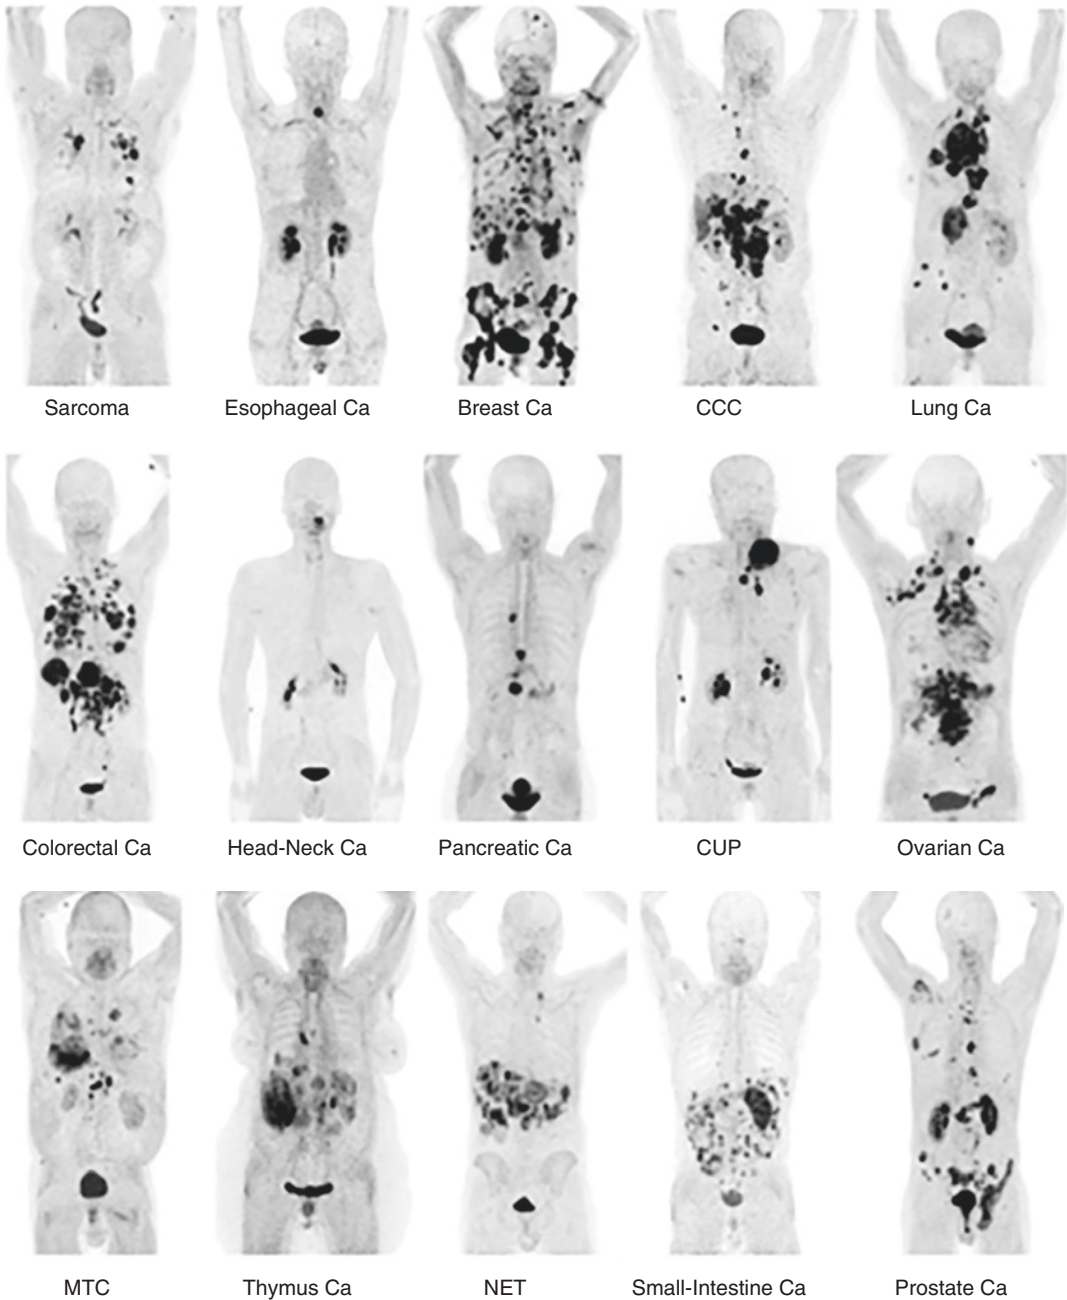 Sarcoma
Esophageal Ca
Breast Ca
CCC
Lung Ca
Colorectal Ca
Head-Neck Ca
Pancreatic Ca
CUP
Ovarian Ca
MTC
Thymus Ca
NET
Small-Intestine Ca
Prostate Ca